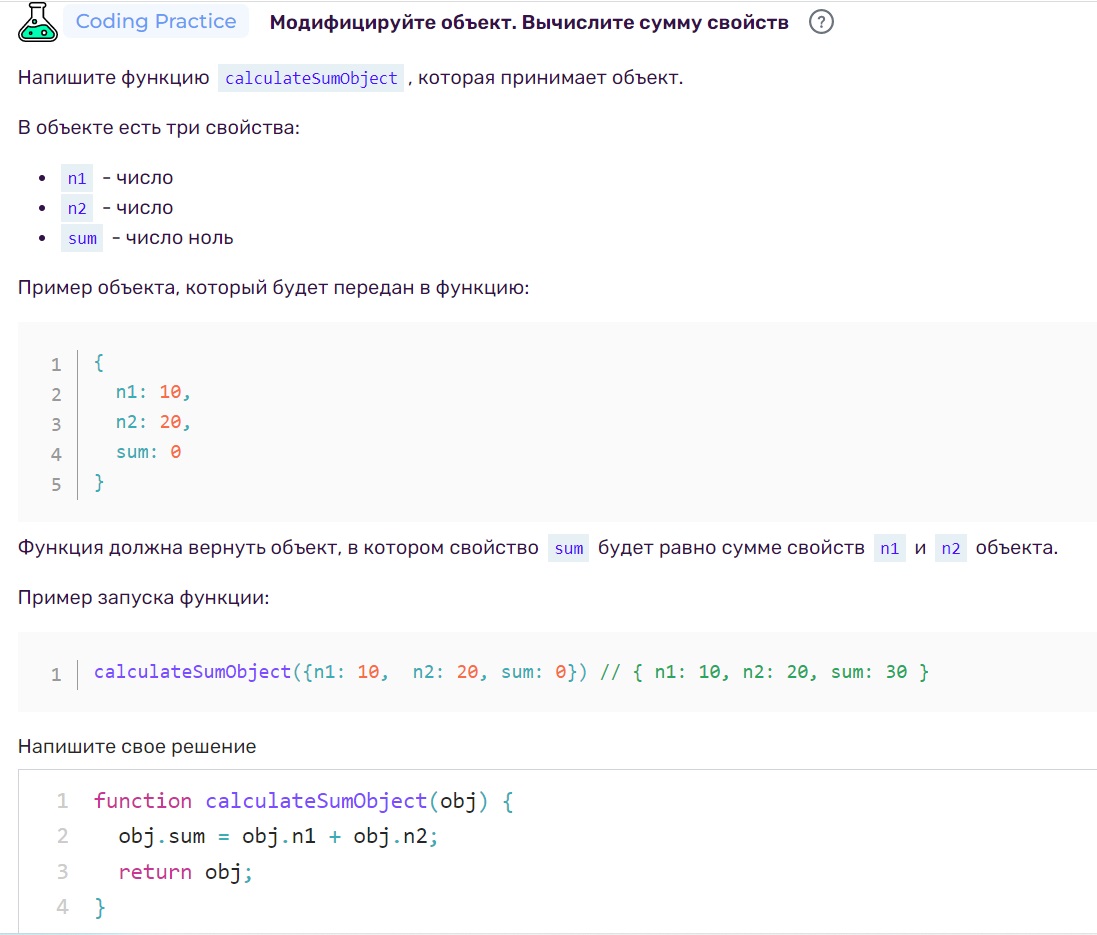 Coding Practice Модифицируйте объект. Вычислите сумму свойств ?
Напишите функцию calculateSumObject , которая принимает объект.
В объекте есть три свойства:
• n1 - число
• n2 - число
• sum - число ноль
Пример объекта, который будет передан в функцию:
1 {
2 n1: 10,
3 n2: 20,
4 sum: 0
5 }
Функция должна вернуть объект, в котором свойство sum будет равно сумме свойств n1 и n2 объекта.
Пример запуска функции:
1 calculateSumObject({n1: 10,  n2: 20, sum: 0}) // { n1: 10, n2: 20, sum: 30 }
Напишите свое решение
1 function calculateSumObject(obj) {
2 obj.sum = obj.n1 + obj.n2;
3 return obj;
4 }